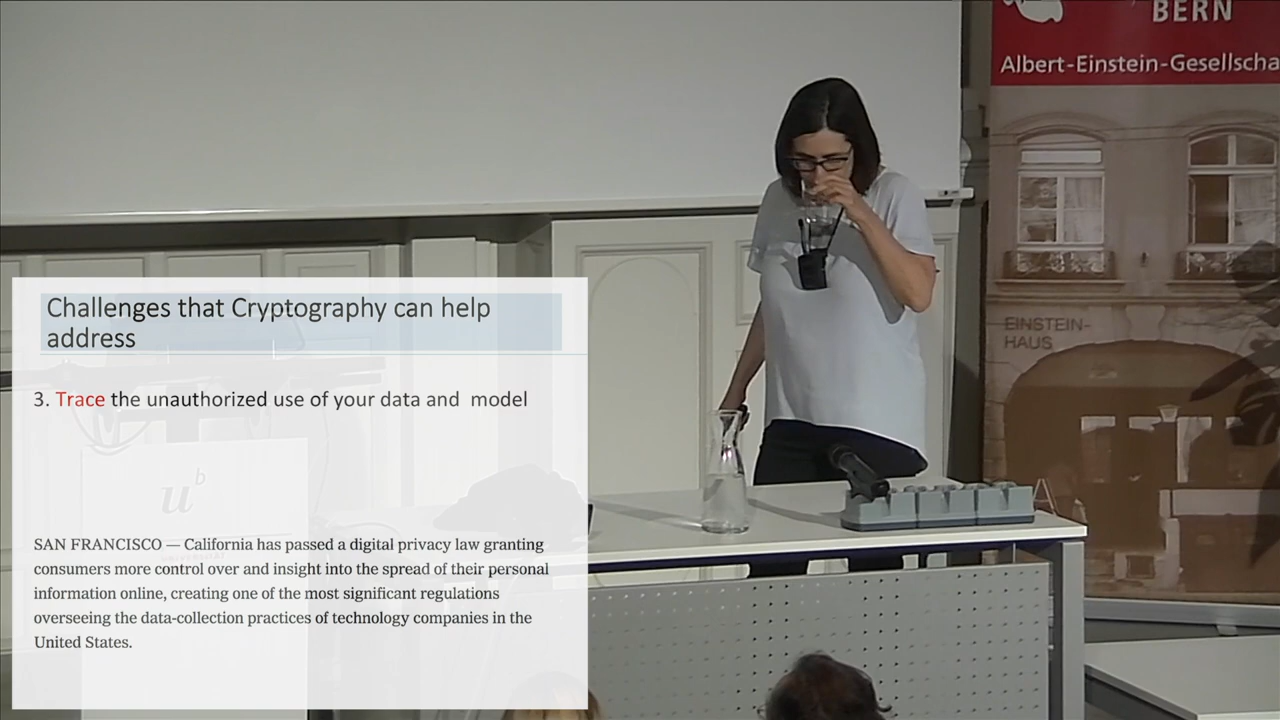 BERN
Albert-Einstein-Gesellscha
EINSTEIN-
HAUS
Challenges that Cryptography can help
address
3. Trace the unauthorized use of your data and model
u b
SAN FRANCISCO — California has passed a digital privacy law granting
consumers more control over and insight into the spread of their personal
information online, creating one of the most significant regulations
overseeing the data-collection practices of technology companies in the
United States.